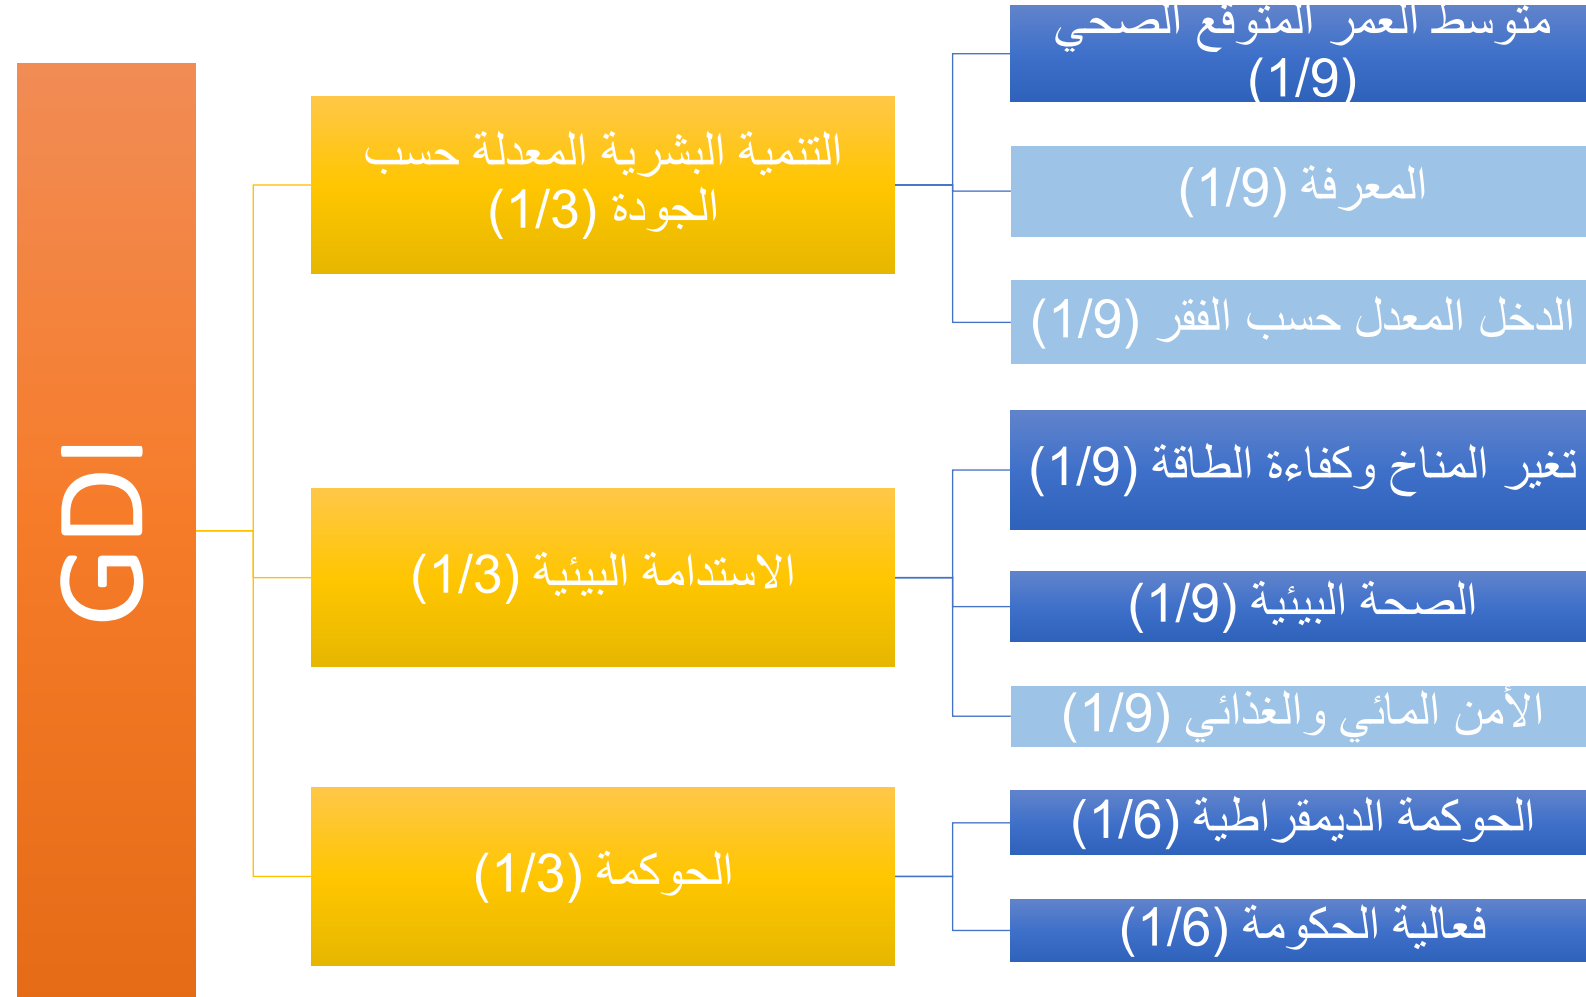 GDI
التنمية البشرية المعدلة حسب
الجودة (1/3)
متوسط العمر المتوقع الصحي
(1/9)
المعرفة (1/9)
الدخل المعدل حسب الفقر (1/9)
الاستدامة البيئية (1/3)
تغير المناخ وكفاءة الطاقة (1/9)
الصحة البيئية (1/9)
الأمن المائي والغذائي (1/9)
الحوكمة (1/3)
الحوكمة الديمقراطية (1/6)
فعالية الحكومة (1/6)